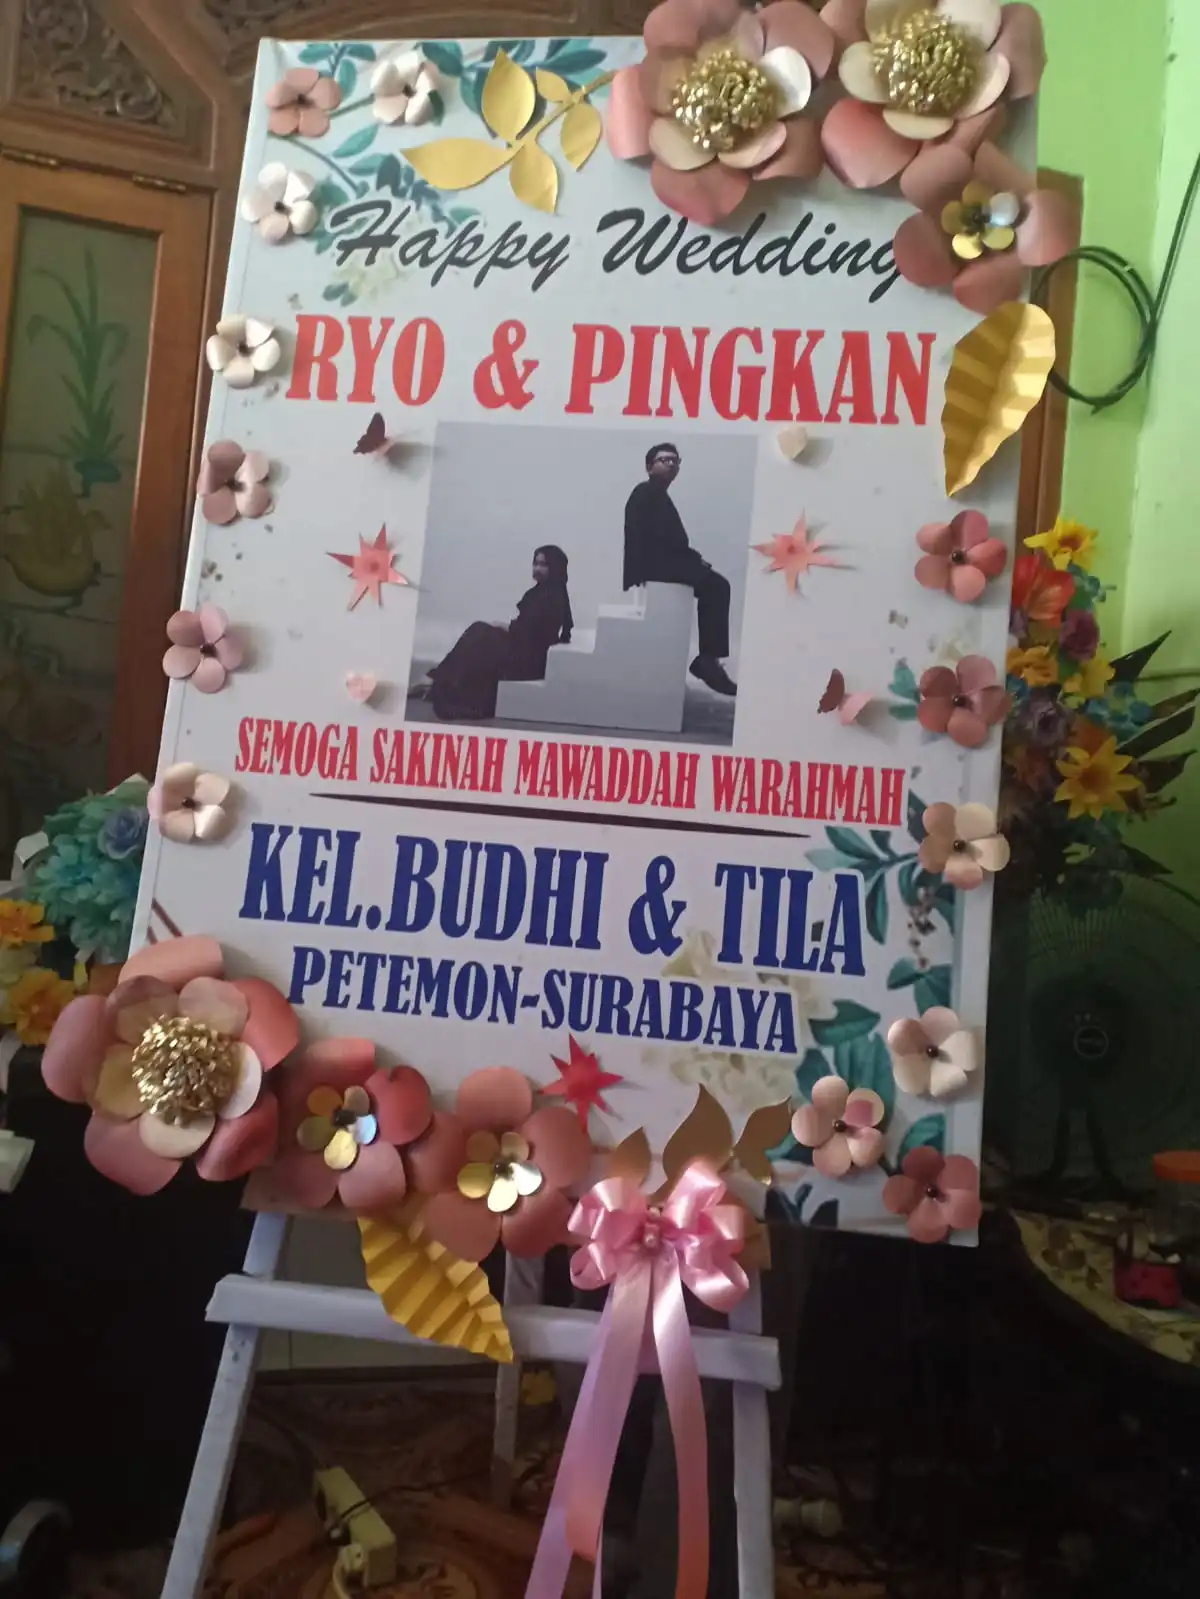 Happy Wedding
RYO & PINGKAN
SEMOGA SAKINAH MAWADDAH WARAHMAH
KEL.BUDHI & TILA
PETEMON-SURABAYA